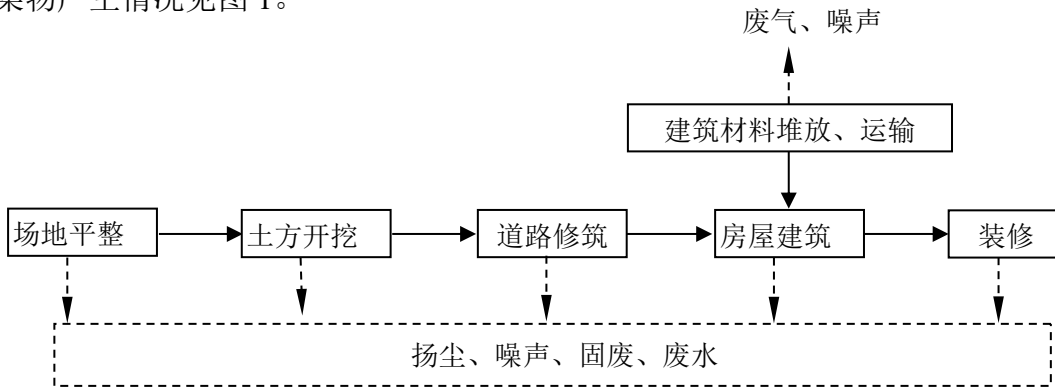 产生情况见图 1。
废气、噪声
建筑材料堆放、运输
场地平整
土方开挖
道路修筑
房屋建筑
装修
扬尘、噪声、固废、废水